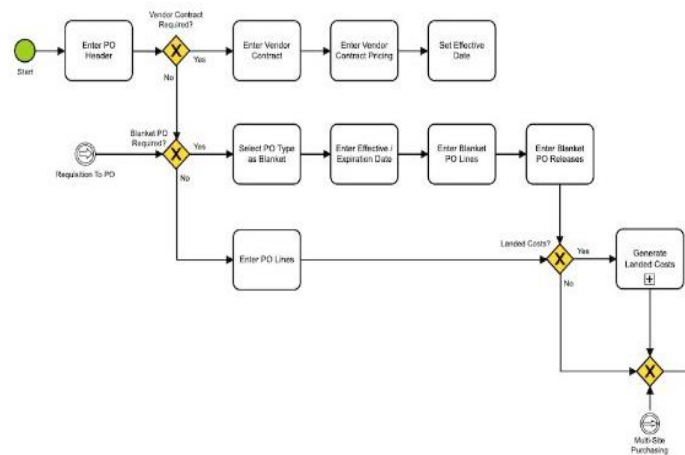 Vendor Contract
Required?
Start
Enter PO
Header
Yes
Enter Vendor
Contract
Enter Vendor
Contract Pricing
Set Effective
Date
No
Blanket PO
Required?
Requisition To PO
Yes
Select PO Type
as Blanket
Enter Effective /
Expiration Date
Enter Blanket
PO Lines
Enter Blanket
PO Releases
No
Enter PO Lines
Landed Costs?
Yes
Generate
Landed Costs
No
Multi-Site
Purchasing